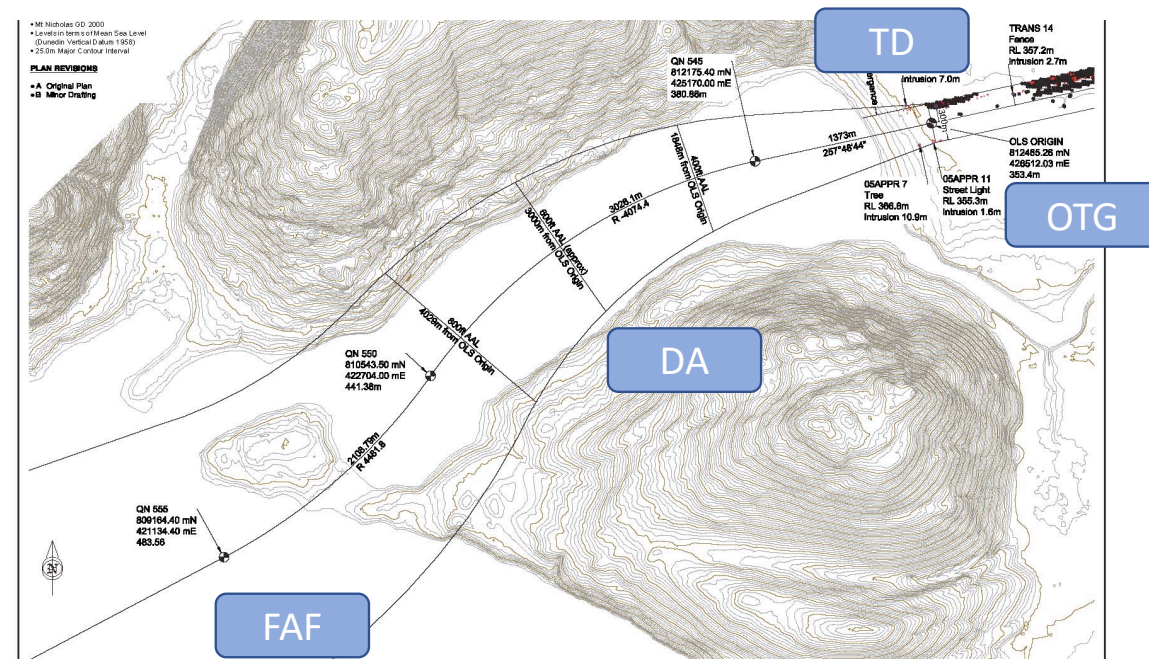 • Mt Nicholas GD 2000
• Levels in terms of Mean Sea Level
(Dunedin Vertical Datum 1958)
• 25.0m Major Contour Interval
PLAN REVISIONS
• A Original Plan
• B Minor Drafting
TD
TRANS 14
Fence
RL 357.2m
Intrusion 2.7m
QN 545
812175.40 mN
425170.00 mE
380.88m
Intrusion 7.0m
300m
1373m
257°48'44"
OLS ORIGIN
812465.26 mN
426512.03 mE
353.4m
05APPR 7
Tree
RL 366.8m
Intrusion 10.9m
05APPR 11
Street Light
RL 355.3m
Intrusion 1.6m
OTG
400ft AAL
1848m from OLS Origin
3028.1m
R -4074.4
600ft AAL (approx)
3000m from OLS Origin
800ft AAL
4029m from OLS Origin
DA
QN 550
810543.50 mN
422704.00 mE
441.38m
2108.79m
R 4481.8
QN 555
809164.40 mN
421134.40 mE
483.56
N
FAF